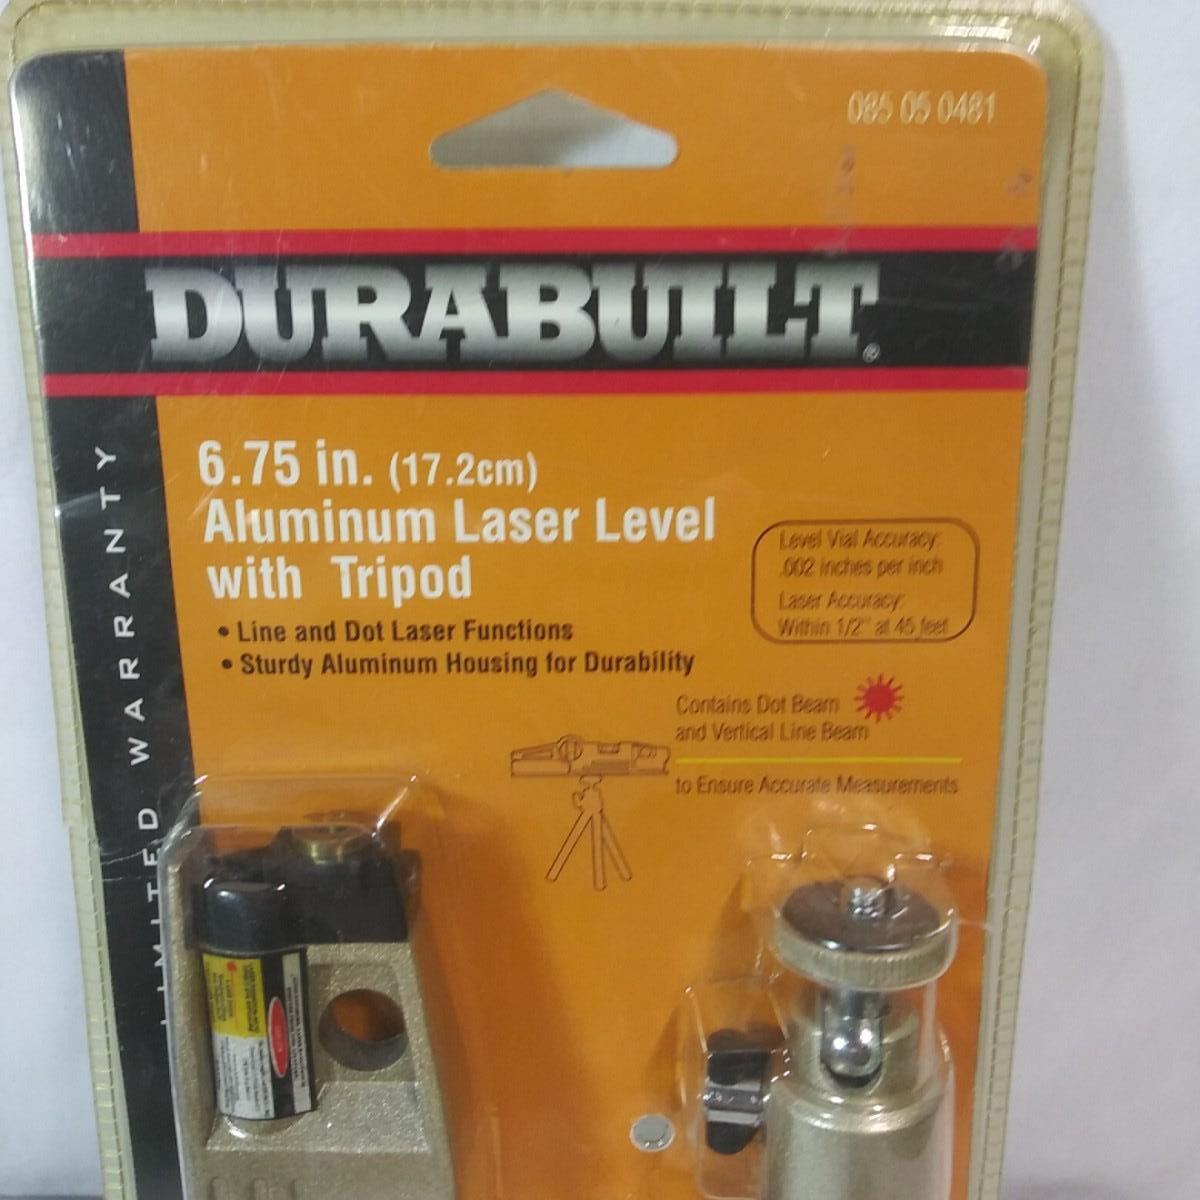 085 05 0481
DURABUILT®
LIMITED WARRANTY
6.75 in. (17.2cm)
Aluminum Laser Level
with Tripod
• Line and Dot Laser Functions
• Sturdy Aluminum Housing for Durability
Level Vial Accuracy:
.002 inches per inch
Laser Accuracy:
Within 1/2" at 45 feet
Contains Dot Beam
and Vertical Line Beam
to Ensure Accurate Measurements